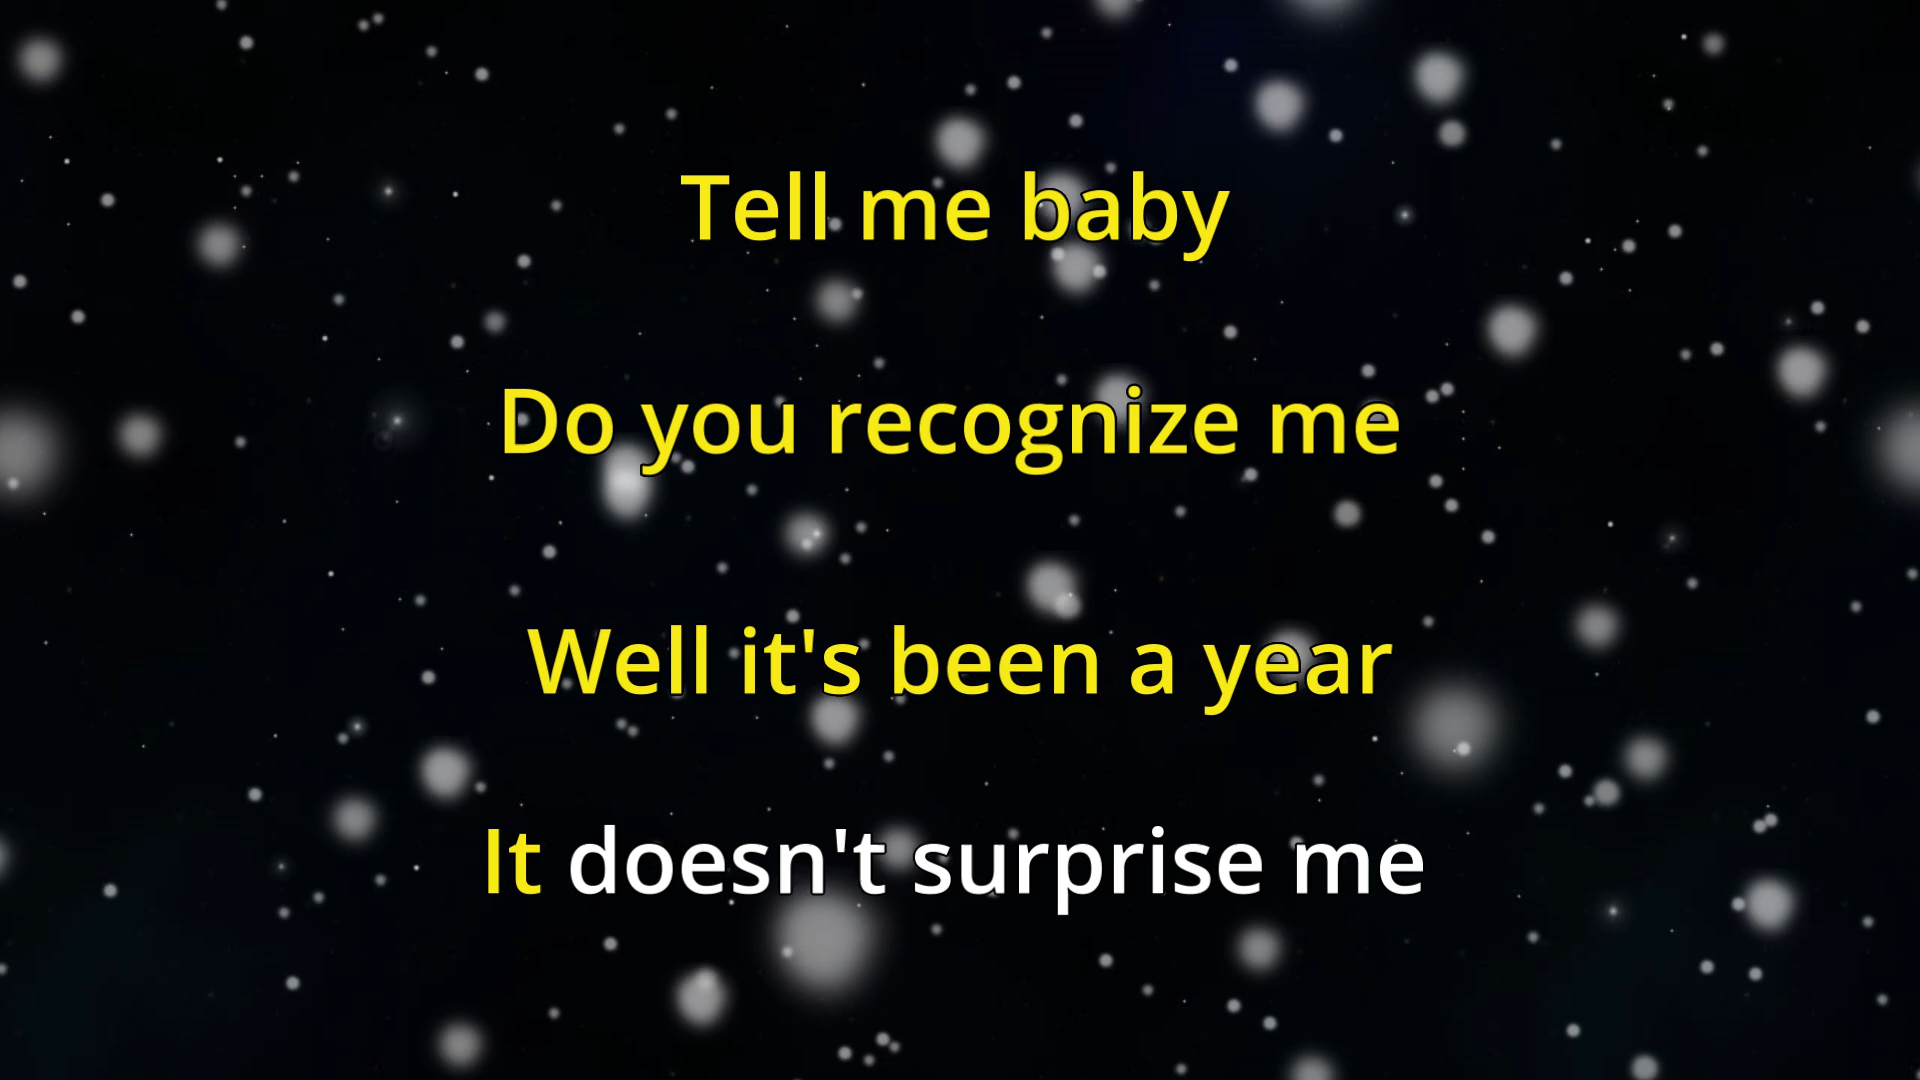 Tell me baby
Do you recognize me
Well it's been a year
It doesn't surprise me